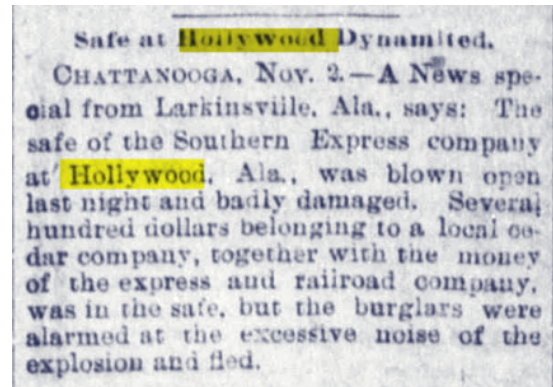 Safe at Hollywood Dynamited.
CHATTANOOGA, Nov. 2.—A News spe-
cial from Larkinsville, Ala., says: The
safe of the Southern Express company
at Hollywood, Ala., was blown open
last night and badly damaged. Several
hundred dollars belonging to a local ce-
dar company, together with the money
of the express and railroad company,
was in the safe, but the burglars were
alarmed at the excessive noise of the
explosion and fled.